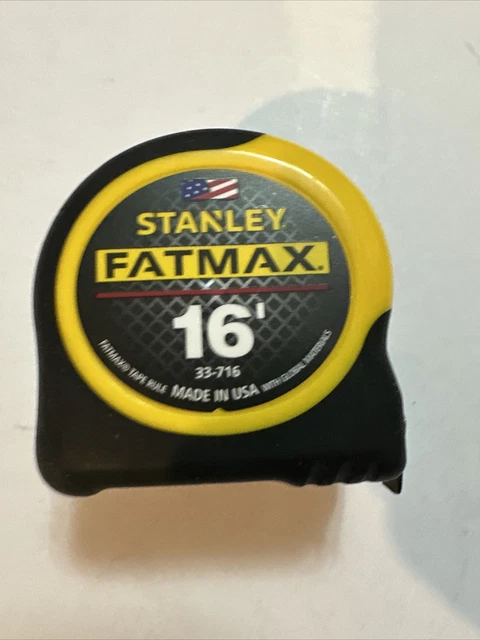 STANLEY
FATMAX®
16'
33-716
FATMAX® TAPE RULE MADE IN USA WITH GLOBAL MATERIALS